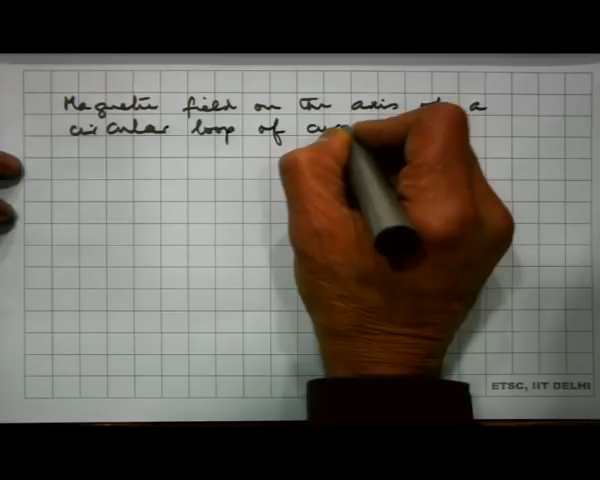 Magnetic field on the axis of a
circular loop of
ETSC, IIT DELHI